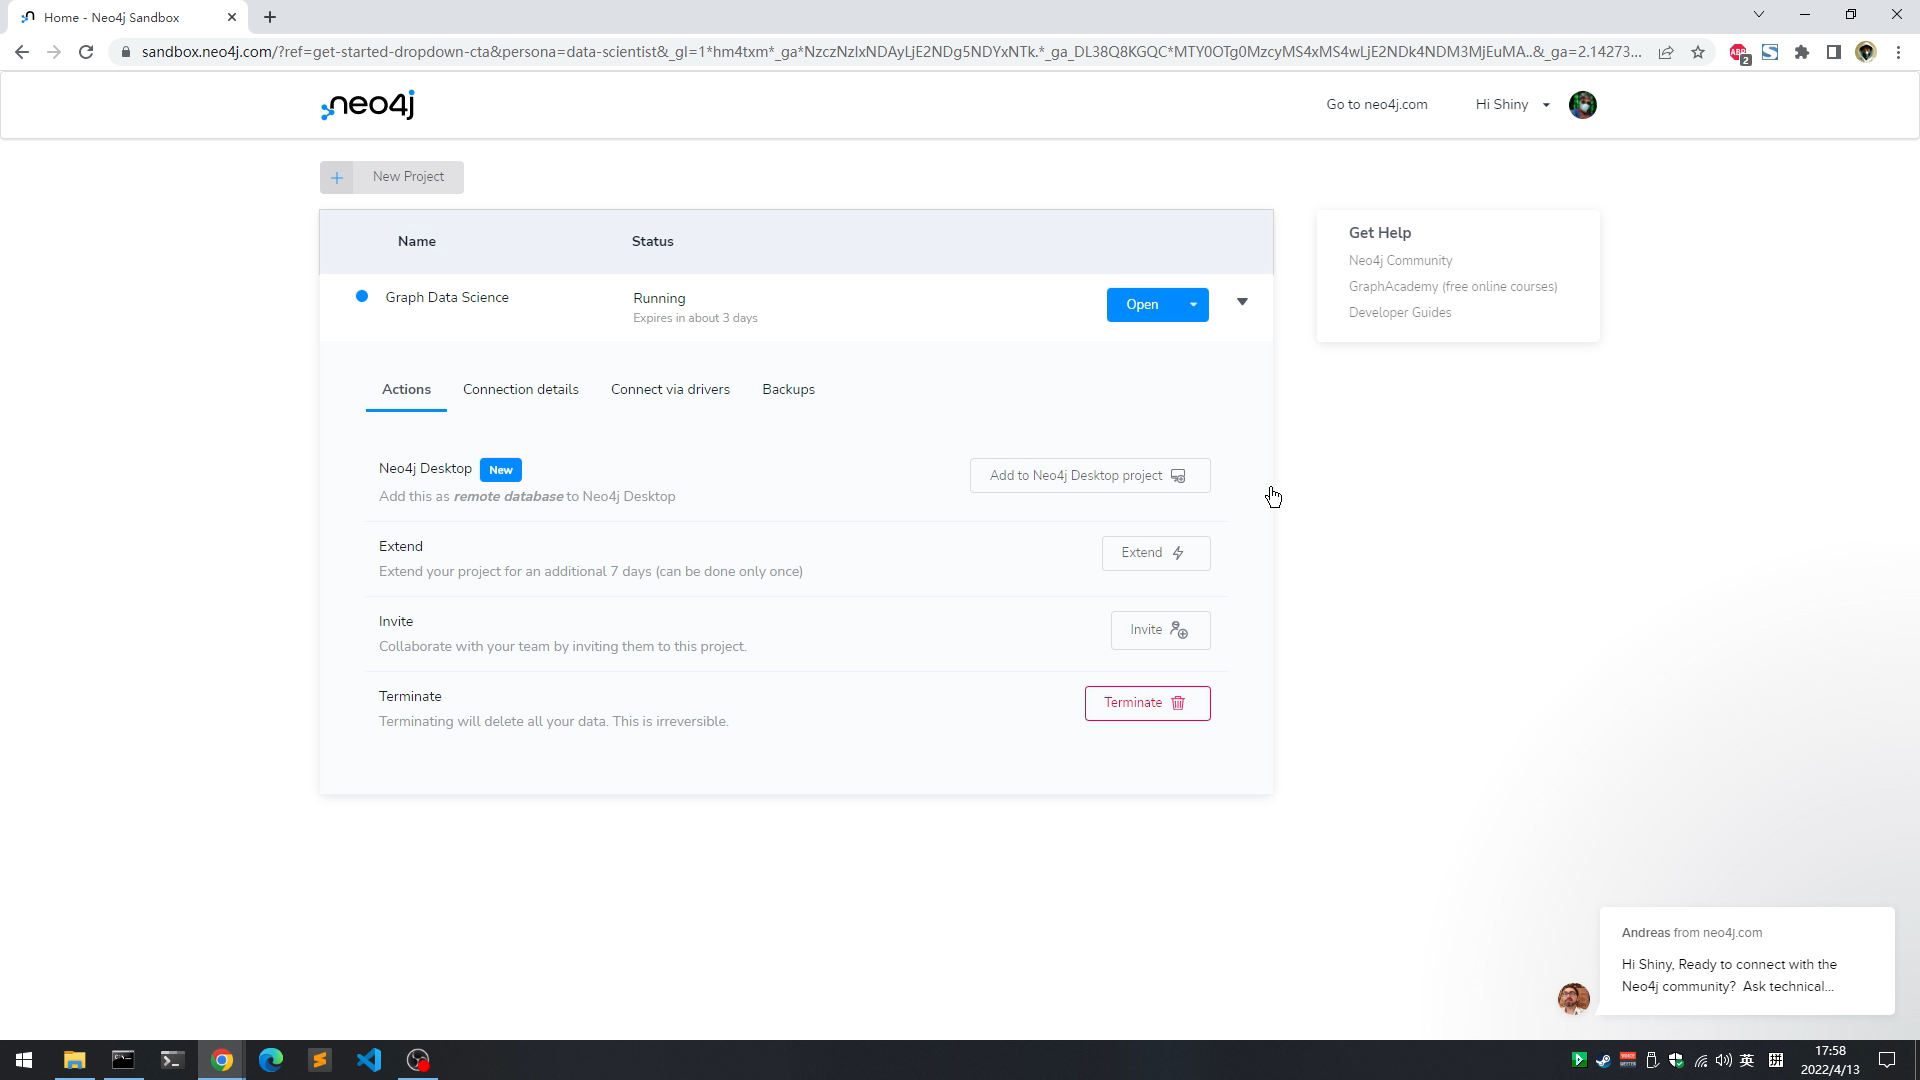 Home - Neo4j Sandbox
sandbox.neo4j.com/?ref=get-started-dropdown-cta&persona=data-scientist&_gl=1*hm4txm*_ga*NzczNzIxNDAyLjE2NDg5NDYxNTk.*_ga_DL38Q8KGQC*MTY0OTg0MzcyMS4xMS4wLjE2NDk4NDM3MjEuMA..&_ga=2.14273...
2
neo4j
Go to neo4j.com
Hi Shiny
+ New Project
Name
Status
Graph Data Science
Running
Expires in about 3 days
Open
Get Help
Neo4j Community
GraphAcademy (free online courses)
Developer Guides
Actions
Connection details
Connect via drivers
Backups
Neo4j Desktop New
Add this as remote database to Neo4j Desktop
Add to Neo4j Desktop project
Extend
Extend your project for an additional 7 days (can be done only once)
Extend
Invite
Collaborate with your team by inviting them to this project.
Invite
Terminate
Terminating will delete all your data. This is irreversible.
Terminate
Andreas from neo4j.com
Hi Shiny, Ready to connect with the
Neo4j community? Ask technical...
英
拼
17:58
2022/4/13